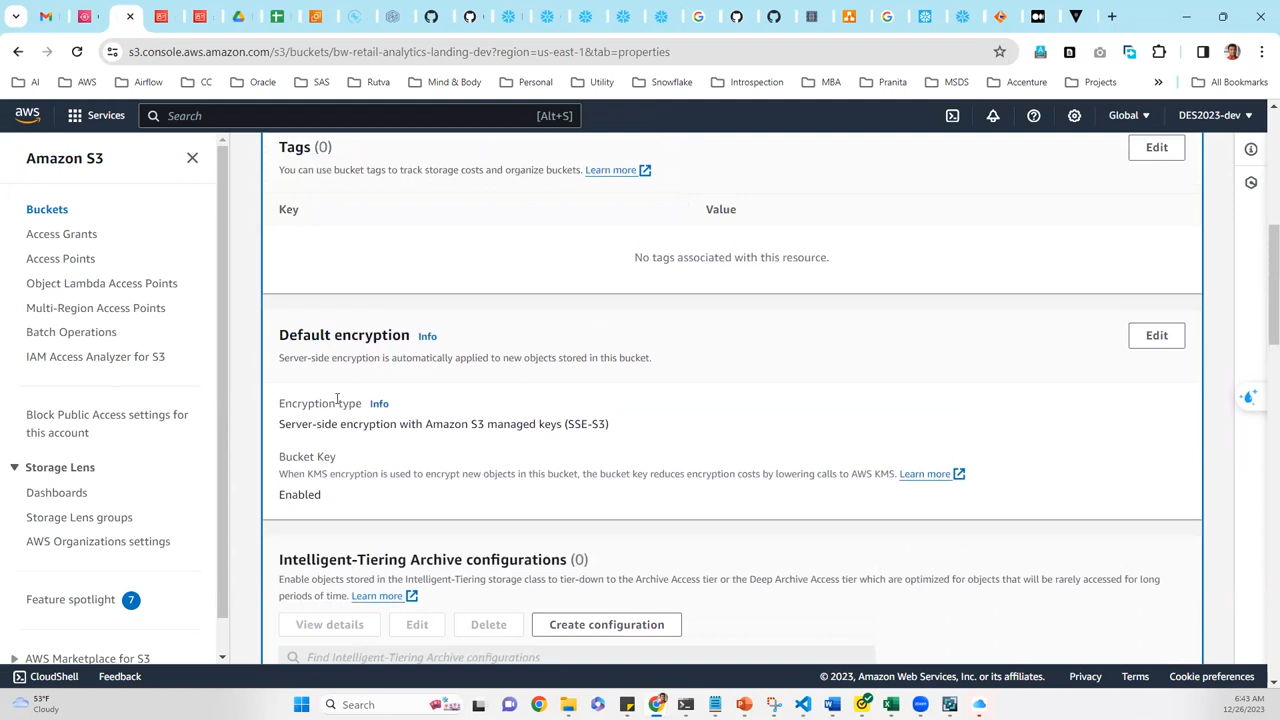 s3.console.aws.amazon.com/s3/buckets/bw-retail-analytics-landing-dev?region=us-east-1&tab=properties
AI AWS Airflow CC Oracle SAS Rutva Mind & Body Personal Utility Snowflake Introspection MBA Pranita MSDS Accenture Projects » All Bookmarks
aws Services Search [Alt+S] Global DES2023-dev
Amazon S3
Buckets
Access Grants
Access Points
Object Lambda Access Points
Multi-Region Access Points
Batch Operations
IAM Access Analyzer for S3
Block Public Access settings for
this account
Storage Lens
Dashboards
Storage Lens groups
AWS Organizations settings
Feature spotlight 7
AWS Marketplace for S3
Tags (0) Edit
You can use bucket tags to track storage costs and organize buckets. Learn more
Key Value
No tags associated with this resource.
Default encryption Info Edit
Server-side encryption is automatically applied to new objects stored in this bucket.
Encryption type Info
Server-side encryption with Amazon S3 managed keys (SSE-S3)
Bucket Key
When KMS encryption is used to encrypt new objects in this bucket, the bucket key reduces encryption costs by lowering calls to AWS KMS. Learn more
Enabled
Intelligent-Tiering Archive configurations (0)
Enable objects stored in the Intelligent-Tiering storage class to tier-down to the Archive Access tier or the Deep Archive Access tier which are optimized for objects that will be rarely accessed for long
periods of time. Learn more
View details Edit Delete Create configuration
Find Intelligent-Tiering Archive configurations
CloudShell Feedback © 2023, Amazon Web Services, Inc. or its affiliates. Privacy Terms Cookie preferences
53°F
Cloudy
Search
6:43 AM
12/26/2023